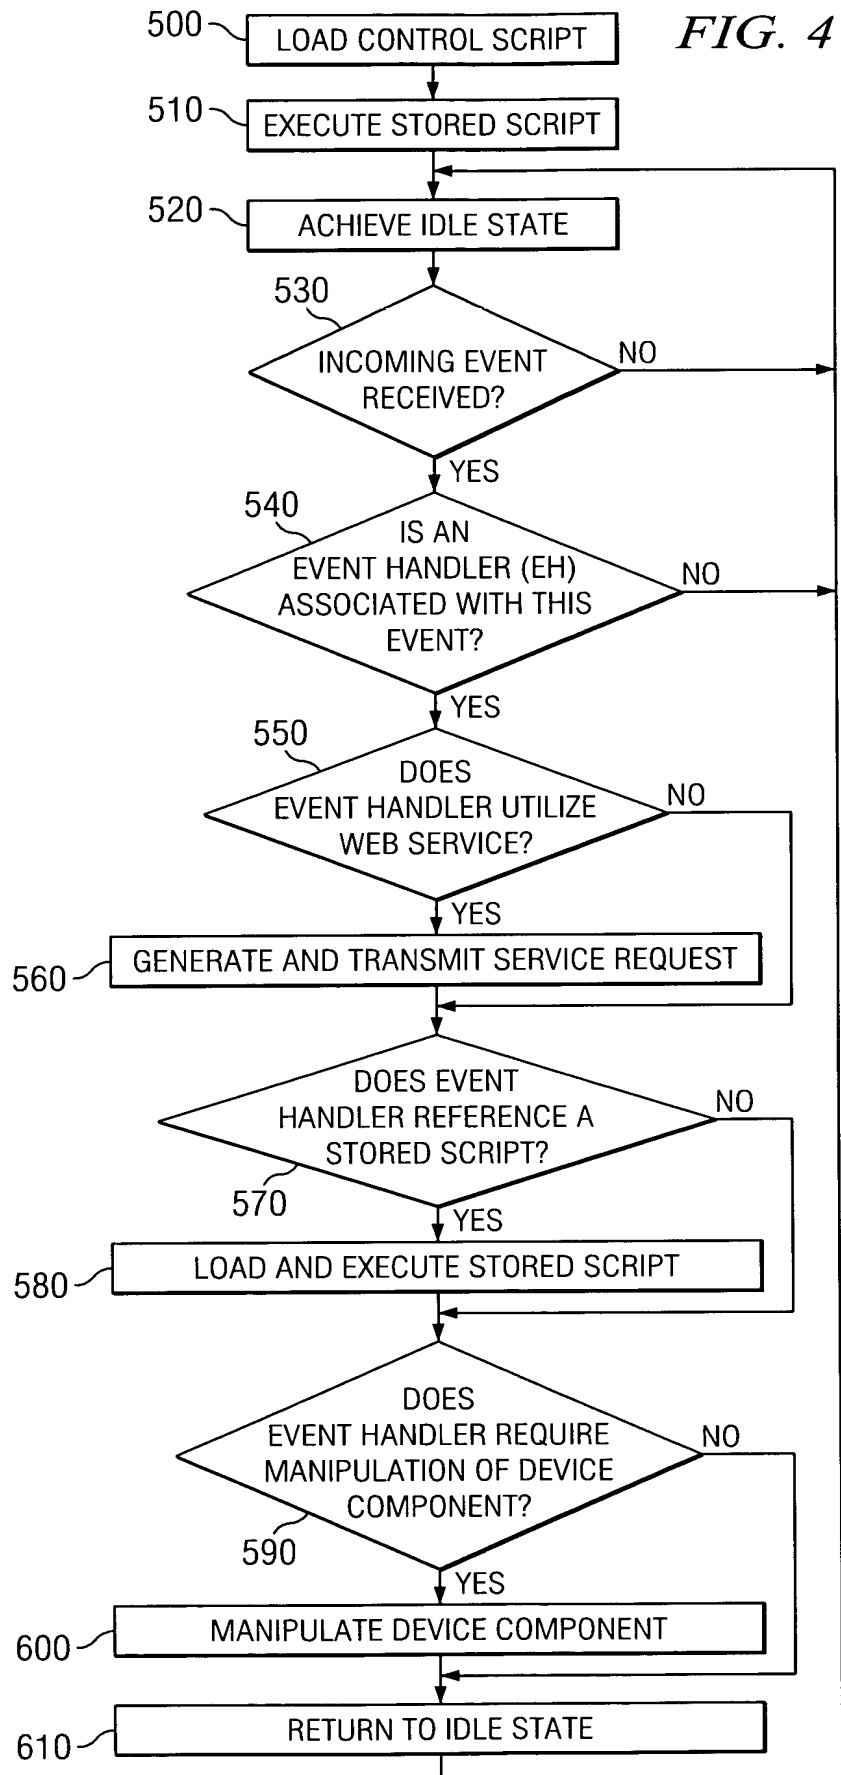 FIG. 4
500
LOAD CONTROL SCRIPT
510
EXECUTE STORED SCRIPT
520
ACHIEVE IDLE STATE
530
INCOMING EVENT
RECEIVED?
NO
YES
540
IS AN
EVENT HANDLER (EH)
ASSOCIATED WITH THIS
EVENT?
NO
YES
550
DOES
EVENT HANDLER UTILIZE
WEB SERVICE?
NO
YES
560
GENERATE AND TRANSMIT SERVICE REQUEST
DOES EVENT
HANDLER REFERENCE A
STORED SCRIPT?
NO
570
YES
580
LOAD AND EXECUTE STORED SCRIPT
DOES
EVENT HANDLER REQUIRE
MANIPULATION OF DEVICE
COMPONENT?
NO
590
YES
600
MANIPULATE DEVICE COMPONENT
610
RETURN TO IDLE STATE